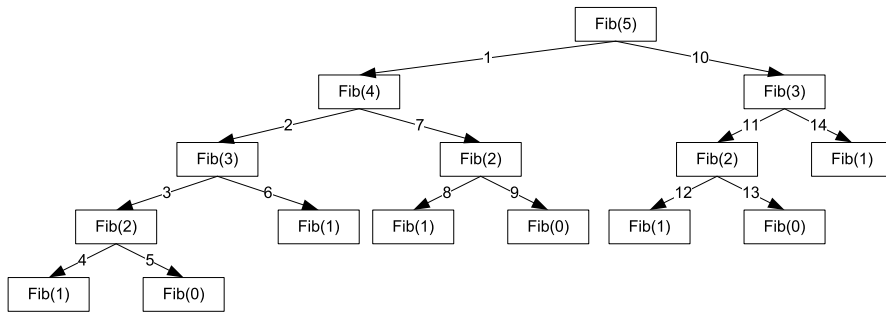 Fib(5)
1 10
Fib(4) Fib(3)
2 7 11 14
Fib(3) Fib(2) Fib(2) Fib(1)
3 6 8 9 12 13
Fib(2) Fib(1) Fib(1) Fib(0) Fib(1) Fib(0)
4 5
Fib(1) Fib(0)